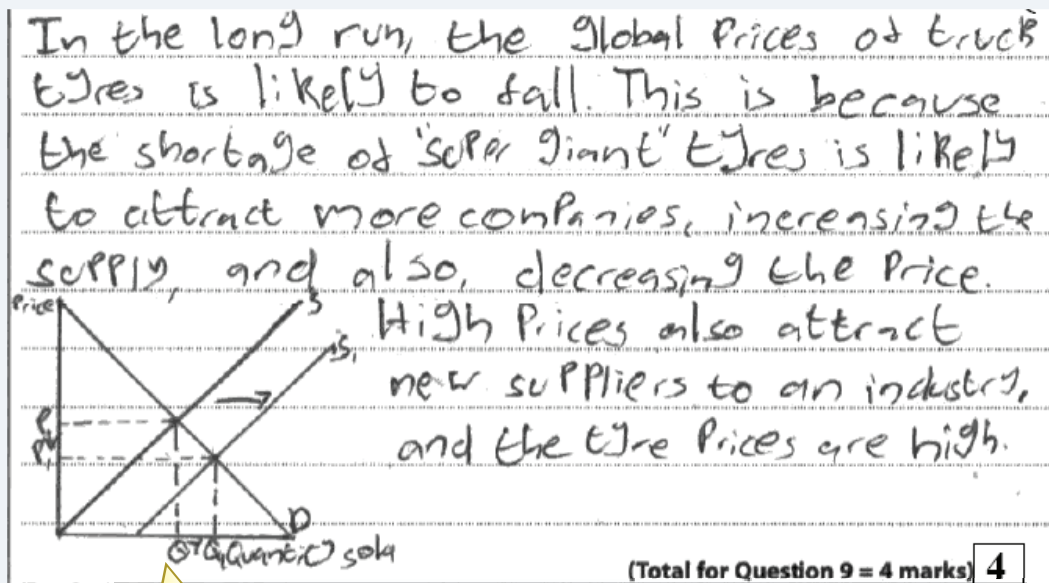 In the long run, the global Prices of truck
tyres is likely to fall. This is because
the shortage of "super giant" tyres is likely
to attract more companies, increasing the
supply, and also, decreasing the Price.
Price
S
High Prices also attract
S₁
new suppliers to an industry,
P
and the tyre Prices are high.
P₁
D
Q Q₁ Quantity sold
(Total for Question 9 = 4 marks) 4